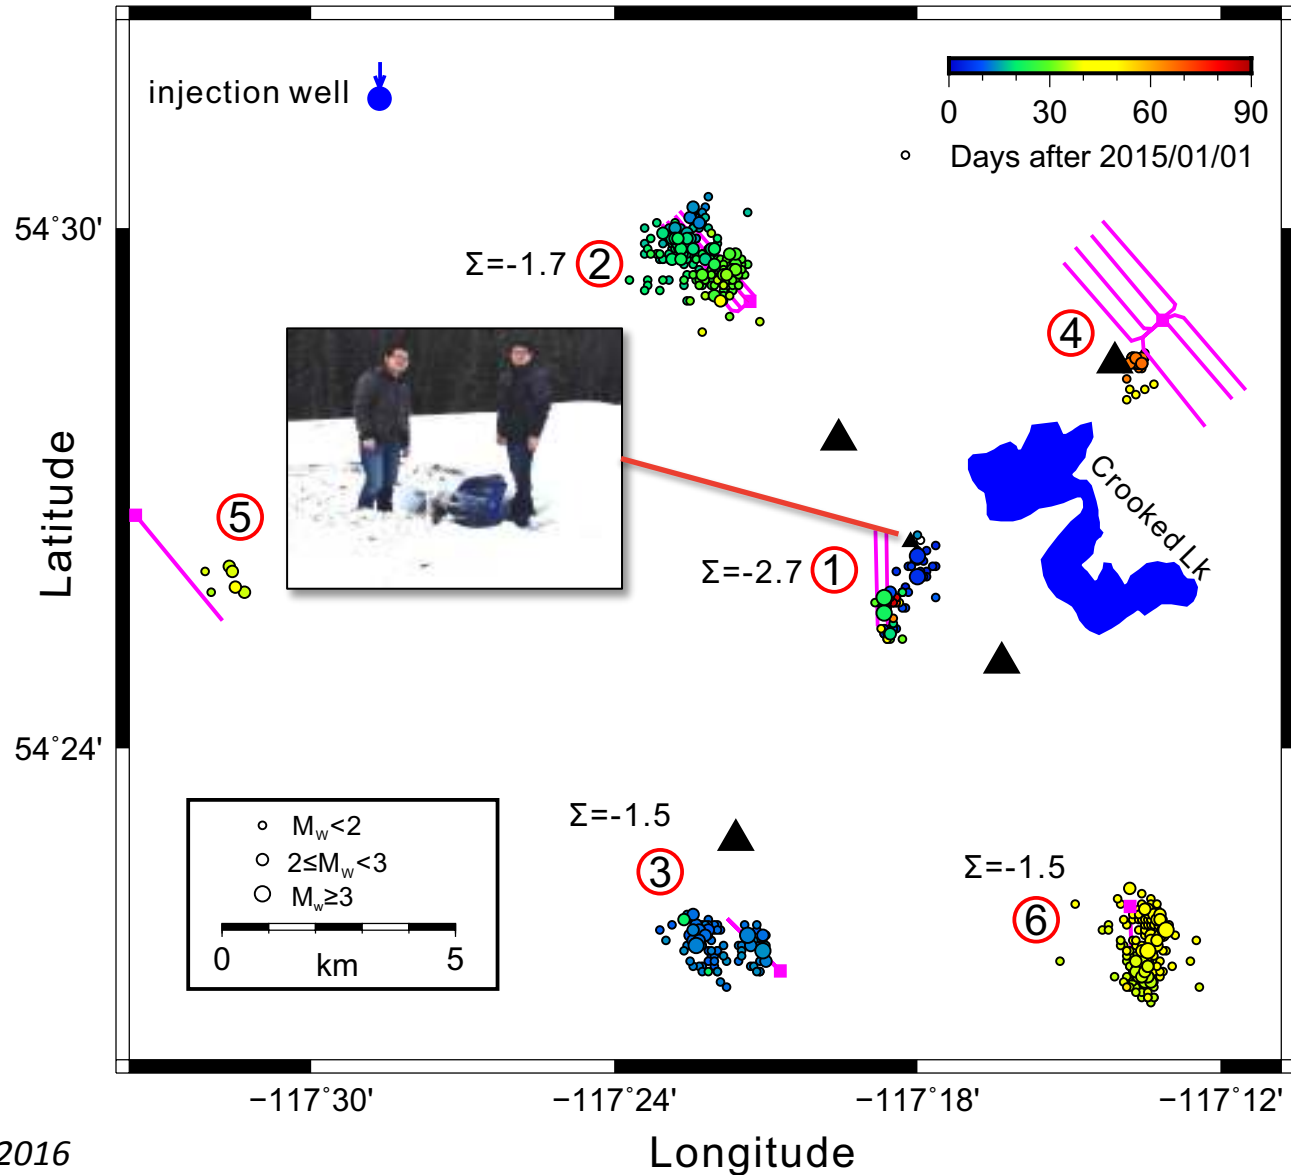 injection well
0 30 60 90
Days after 2015/01/01
54°30'
Σ=-1.7 2
4
Latitude
5
Crooked Lk
Σ=-2.7 1
54°24'
Σ=-1.5
3
Σ=-1.5
6
Mw<2
2≤Mw<3
Mw≥3
0 km 5
−117°30' −117°24' −117°18' −117°12'
Longitude
2016